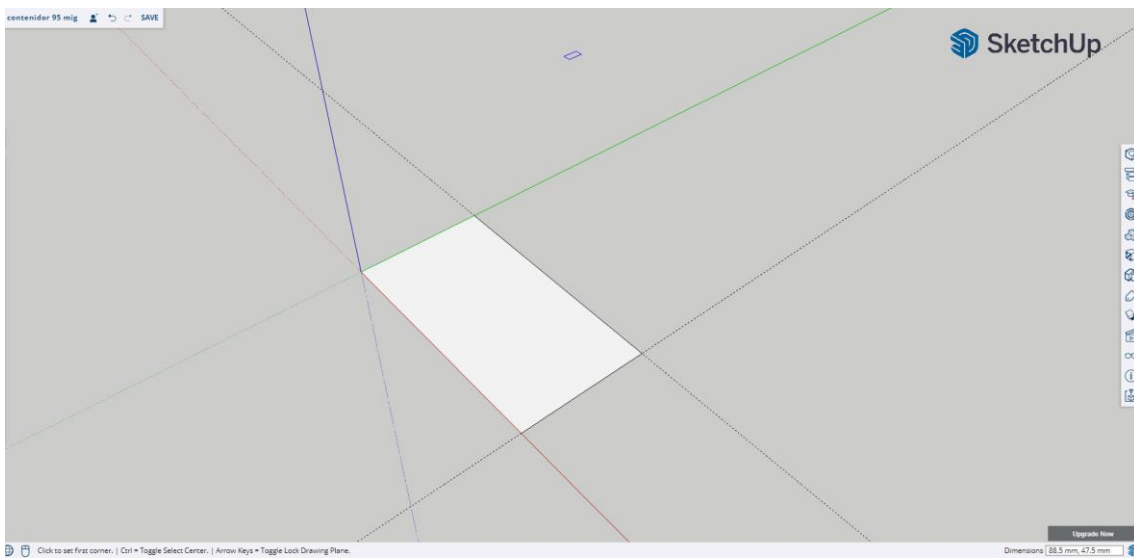 contenidor 95 mig SAVE
SketchUp
Upgrade Now
Click to set first corner. | Ctrl = Toggle Select Center. | Arrow Keys = Toggle Lock Drawing Plane.
Dimensions 88.5 mm, 47.5 mm